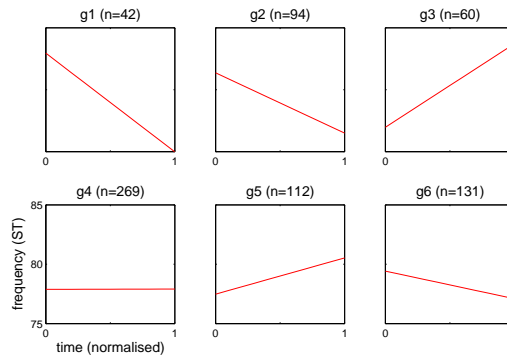 g1 (n=42) g2 (n=94) g3 (n=60)
0 1 0 1 0
g4 (n=269) g5 (n=112) g6 (n=131)
85
80
75
frequency (ST)
0 1 0 1 0
time (normalised)